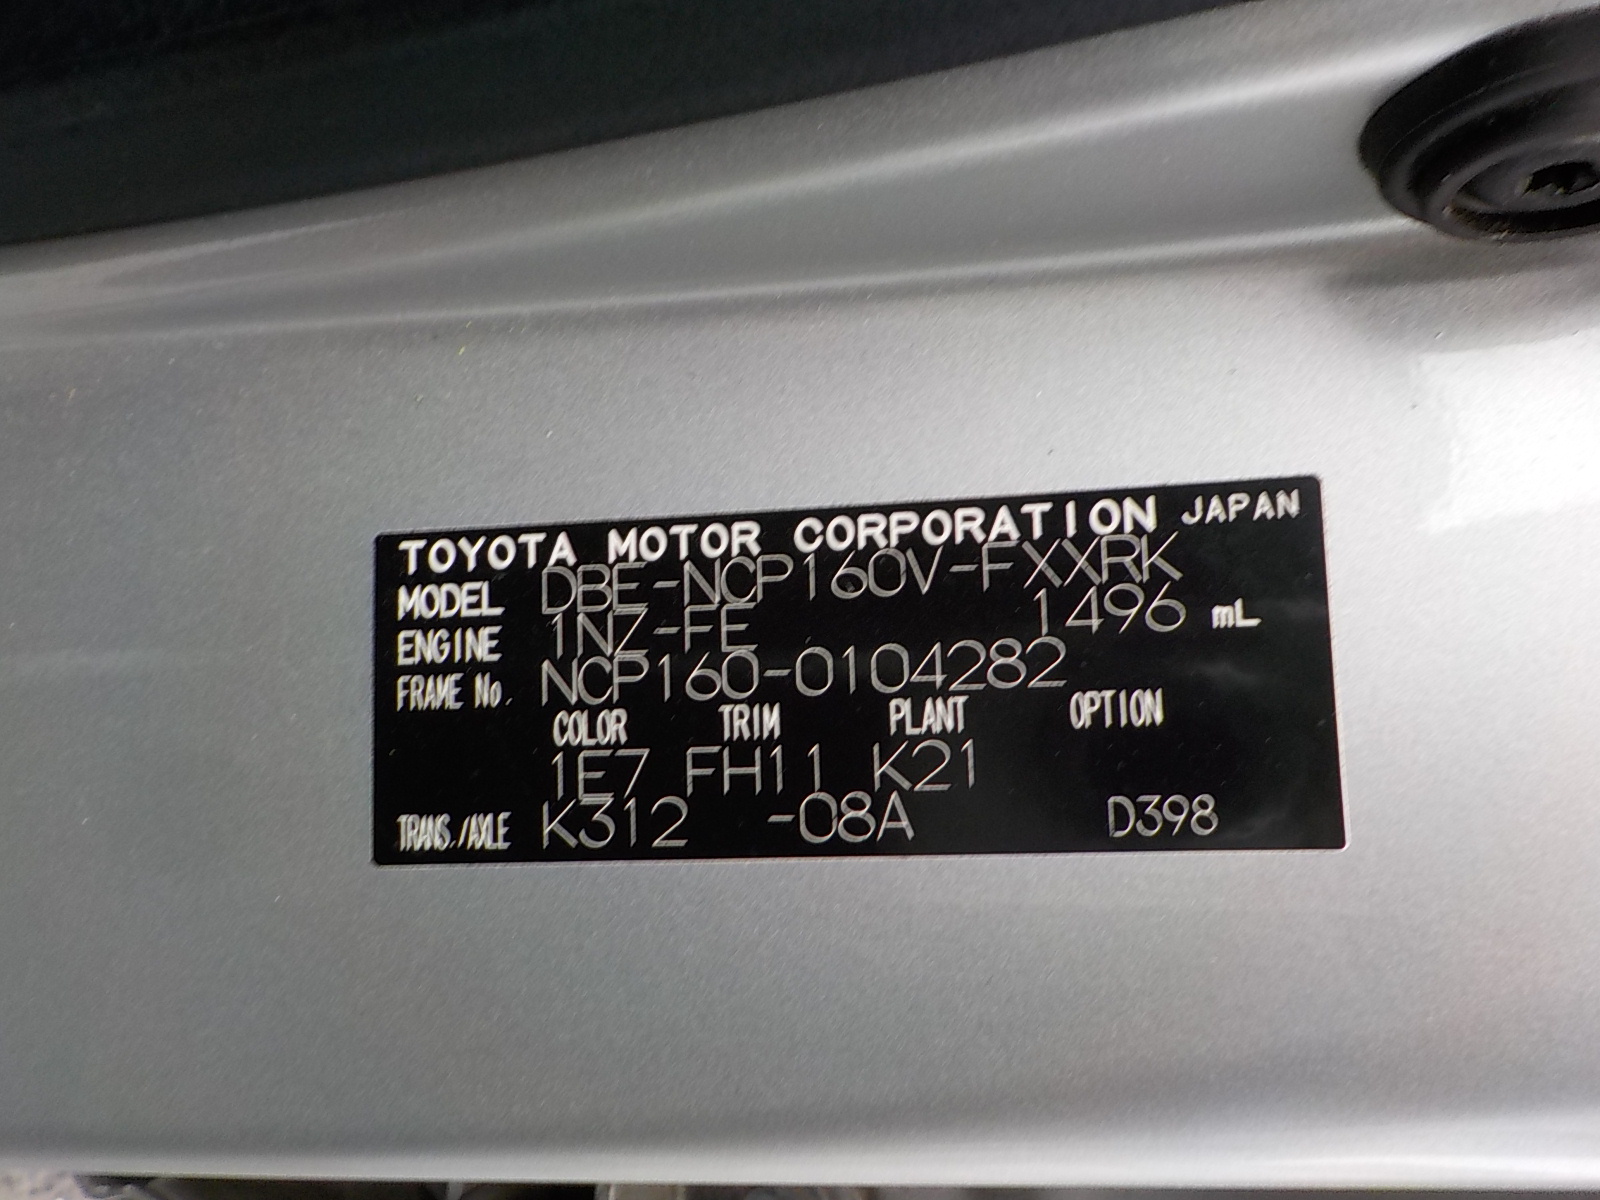 TOYOTA MOTOR CORPORATION JAPAN
MODEL DBE-NCP160V-FXXRK
ENGINE 1NZ-FE 1496 mL
FRAME No. NCP160-0104282
COLOR TRIM PLANT OPTION
1E7 FH11 K21
TRANS./AXLE K312 -08A D398